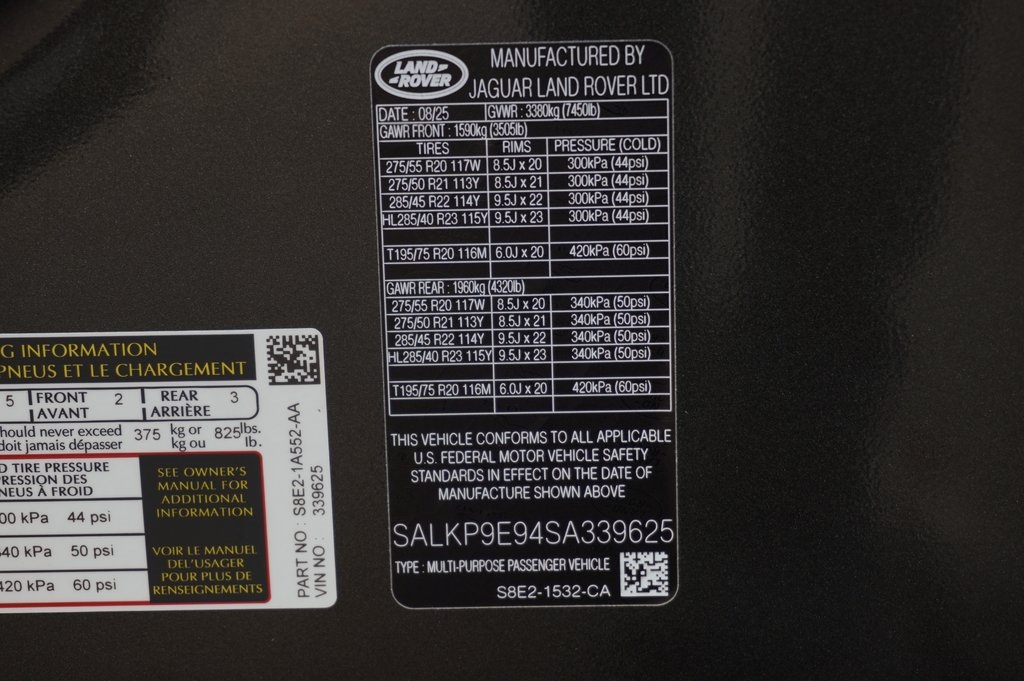 LAND-
-ROVER
MANUFACTURED BY
JAGUAR LAND ROVER LTD
DATE : 08/25 GVWR : 3380kg (7450lb)
GAWR FRONT : 1590kg (3505lb)
TIRES RIMS PRESSURE (COLD)
275/55 R20 117W 8.5J x 20 300kPa (44psi)
275/50 R21 113Y 8.5J x 21 300kPa (44psi)
285/45 R22 114Y 9.5J x 22 300kPa (44psi)
HL285/40 R23 115Y 9.5J x 23 300kPa (44psi)
T195/75 R20 116M 6.0J x 20 420kPa (60psi)
GAWR REAR : 1960kg (4320lb)
275/55 R20 117W 8.5J x 20 340kPa (50psi)
275/50 R21 113Y 8.5J x 21 340kPa (50psi)
285/45 R22 114Y 9.5J x 22 340kPa (50psi)
HL285/40 R23 115Y 9.5J x 23 340kPa (50psi)
T195/75 R20 116M 6.0J x 20 420kPa (60psi)
THIS VEHICLE CONFORMS TO ALL APPLICABLE
U.S. FEDERAL MOTOR VEHICLE SAFETY
STANDARDS IN EFFECT ON THE DATE OF
MANUFACTURE SHOWN ABOVE
SALKP9E94SA339625
TYPE : MULTI-PURPOSE PASSENGER VEHICLE
S8E2-1532-CA
G INFORMATION
PNEUS ET LE CHARGEMENT
5 FRONT 2 REAR 3
AVANT ARRIÈRE
hould never exceed 375 kg or 825 lbs.
doit jamais dépasser kg ou lb.
D TIRE PRESSURE
PRESSION DES
NEUS À FROID
00 kPa 44 psi
340 kPa 50 psi
420 kPa 60 psi
SEE OWNER'S
MANUAL FOR
ADDITIONAL
INFORMATION
VOIR LE MANUEL
DEL'USAGER
POUR PLUS DE
RENSEIGNEMENTS
PART NO : S8E2-1A552-AA
VIN NO : 339625